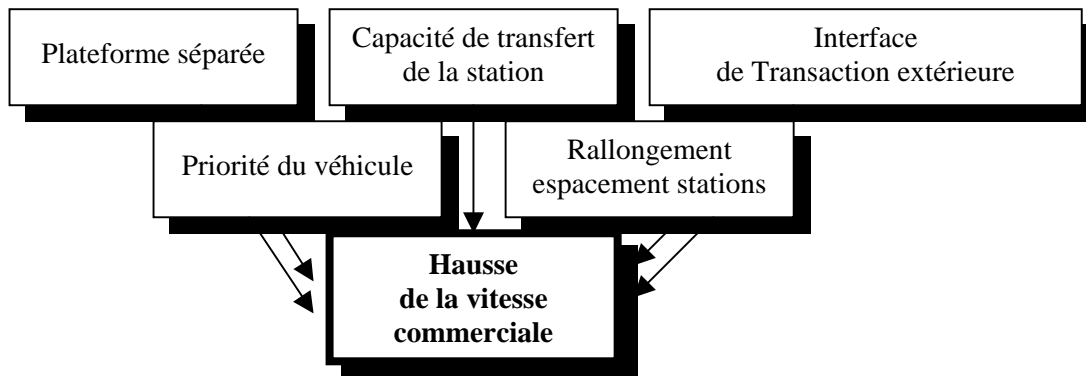 Plateforme séparée
Capacité de transfert
de la station
Interface
de Transaction extérieure
Priorité du véhicule
Rallongement
espacement stations
Hausse
de la vitesse
commerciale